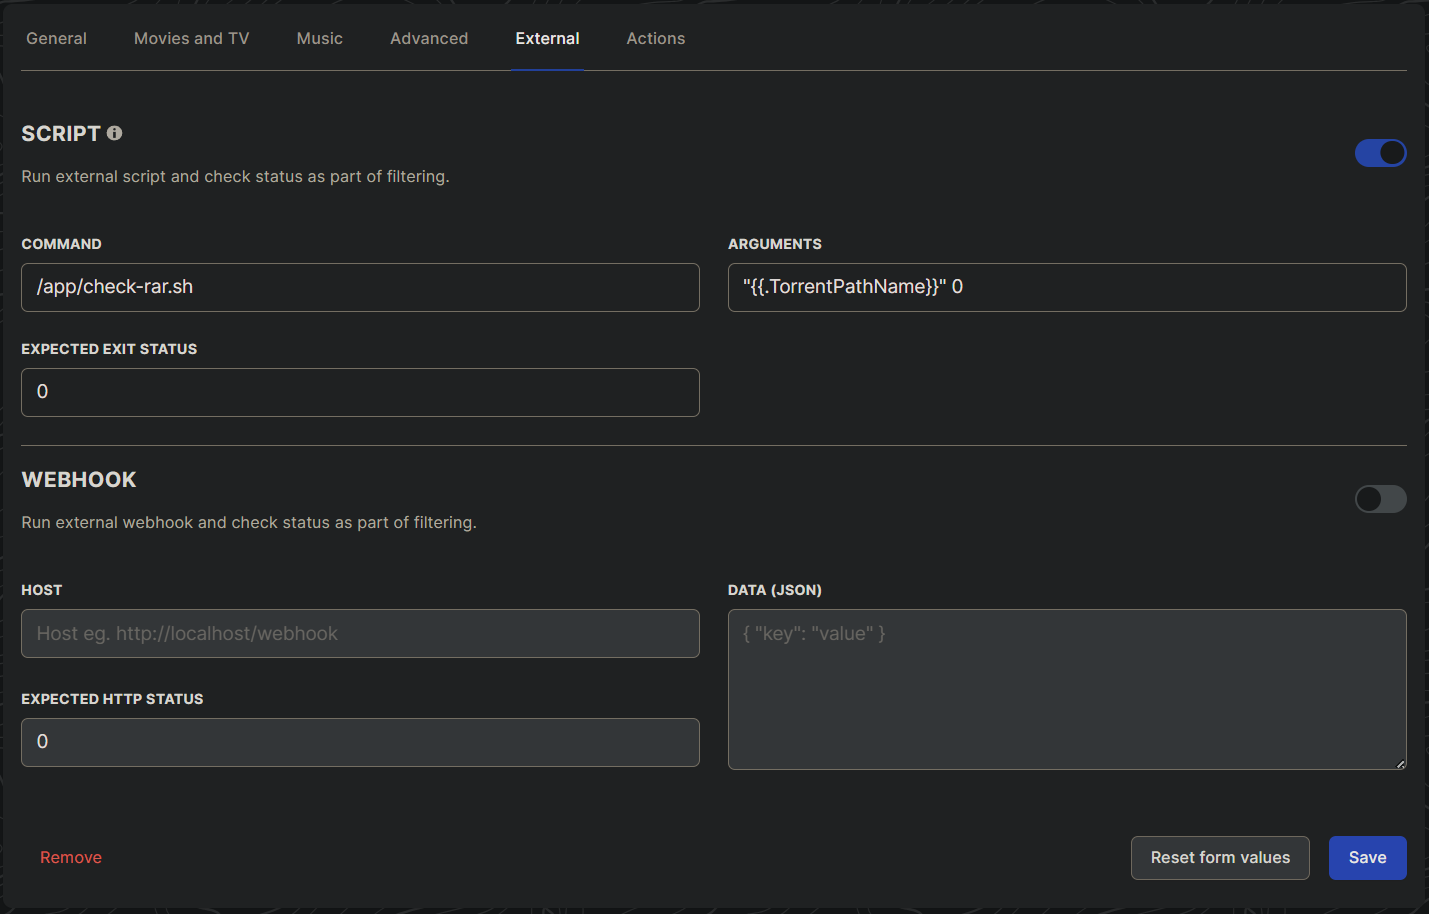 General Movies and TV Music Advanced External Actions
SCRIPT
Run external script and check status as part of filtering.
COMMAND ARGUMENTS
/app/check-rar.sh "{{.TorrentPathName}}" 0
EXPECTED EXIT STATUS
0
WEBHOOK
Run external webhook and check status as part of filtering.
HOST DATA (JSON)
Host eg. http://localhost/webhook { "key": "value" }
EXPECTED HTTP STATUS
0
Remove Reset form values Save